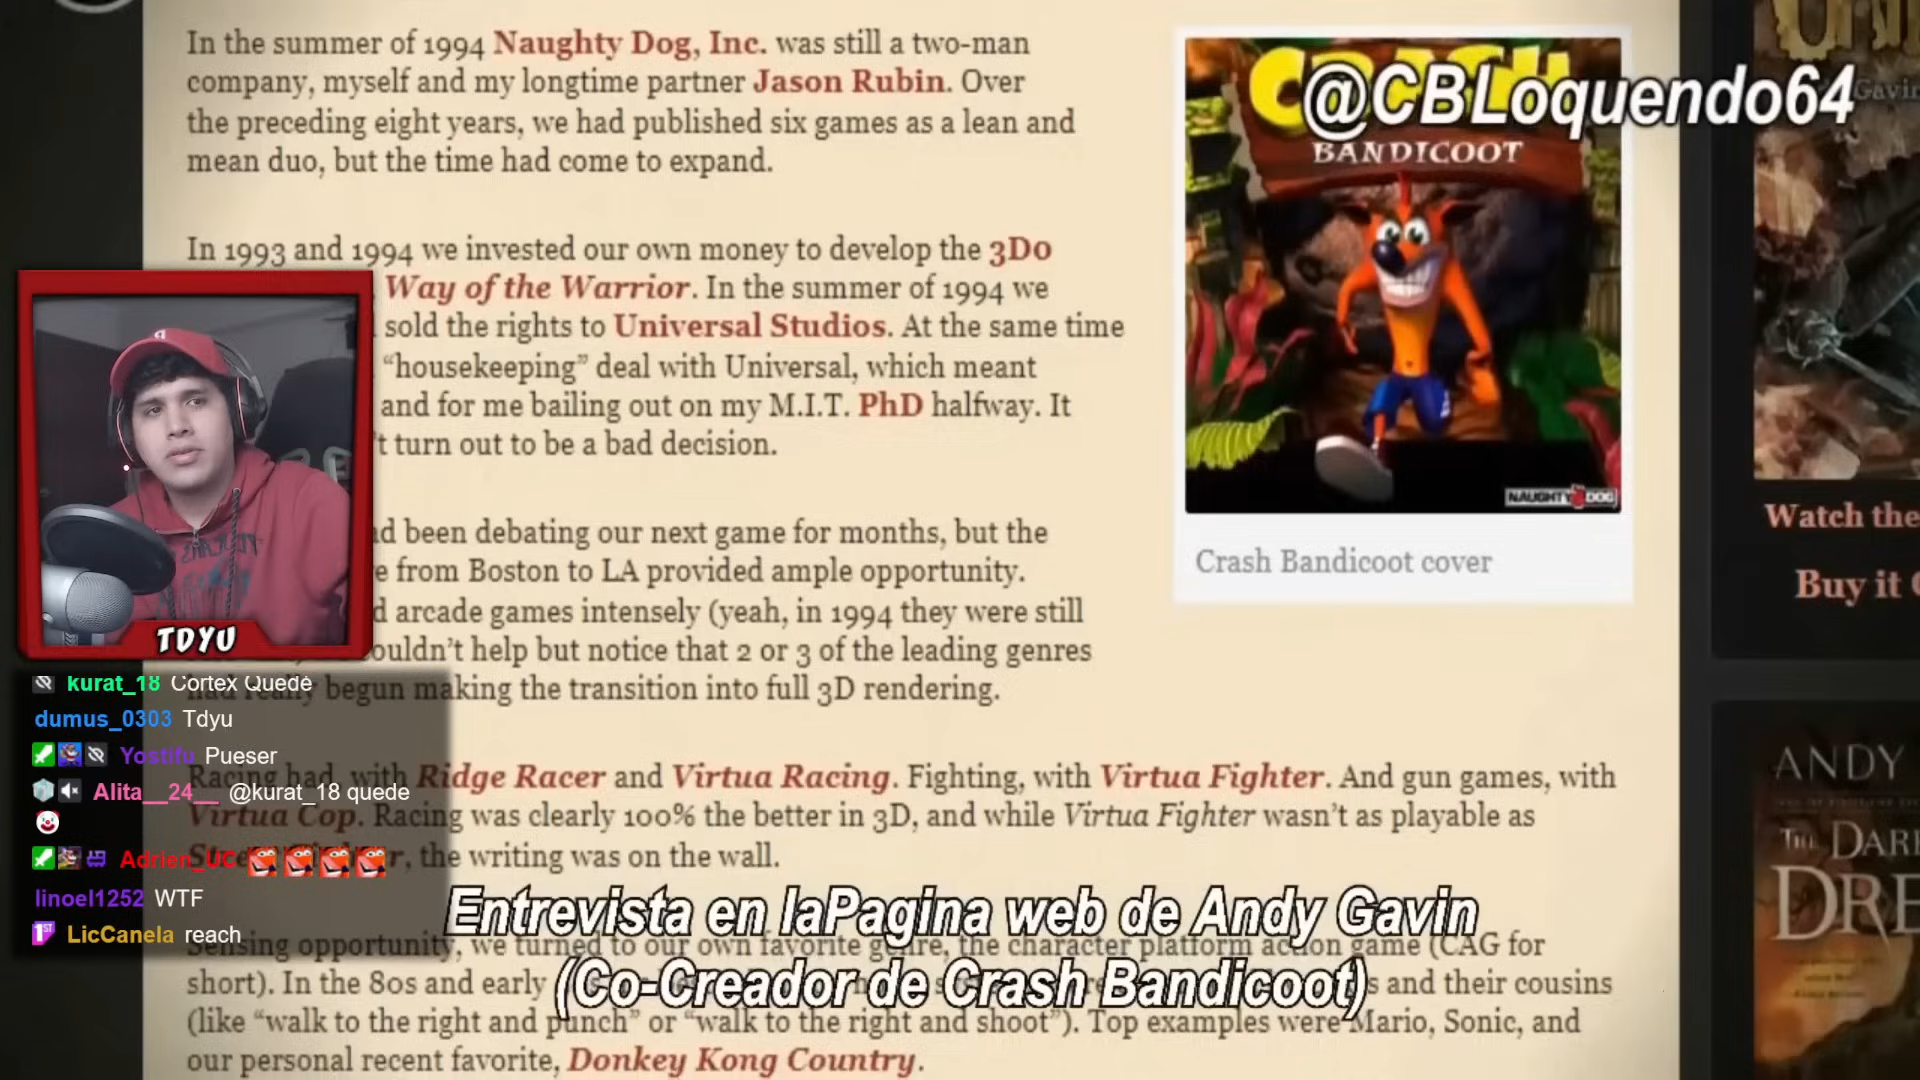 In the summer of 1994 Naughty Dog, Inc. was still a two-man
company, myself and my longtime partner Jason Rubin. Over
the preceding eight years, we had published six games as a lean and
mean duo, but the time had come to expand.
In 1993 and 1994 we invested our own money to develop the 3Do
Way of the Warrior. In the summer of 1994 we
sold the rights to Universal Studios. At the same time
“housekeeping” deal with Universal, which meant
and for me bailing out on my M.I.T. PhD halfway. It
turn out to be a bad decision.
been debating our next game for months, but the
from Boston to LA provided ample opportunity.
arcade games intensely (yeah, in 1994 they were still
help but notice that 2 or 3 of the leading genres
had really begun making the transition into full 3D rendering.
Racing had, with Ridge Racer and Virtua Racing. Fighting, with Virtua Fighter. And gun games, with
Virtua Cop. Racing was clearly 100% the better in 3D, and while Virtua Fighter wasn’t as playable as
the writing was on the wall.
Sensing opportunity, we turned to our own favorite genre, the character platform action game (CAG for
short). In the 80s and early and their cousins
(like “walk to the right and punch” or “walk to the right and shoot”). Top examples were Mario, Sonic, and
our personal recent favorite, Donkey Kong Country.
@CBLoquendo64
CRASH
BANDICOOT
NAUGHTY DOG
Crash Bandicoot cover
Gavin
Watch the
Buy it
ANDY
THE DARK
DRE
TDYU
kurat_18 Cortex Quede
dumus_0303 Tdyu
Yostifu Pueser
Alita__24__ @kurat_18 quede
Adrien_UC
linoel1252 WTF
1ST LicCanela reach
Entrevista en laPagina web de Andy Gavin
(Co-Creador de Crash Bandicoot)